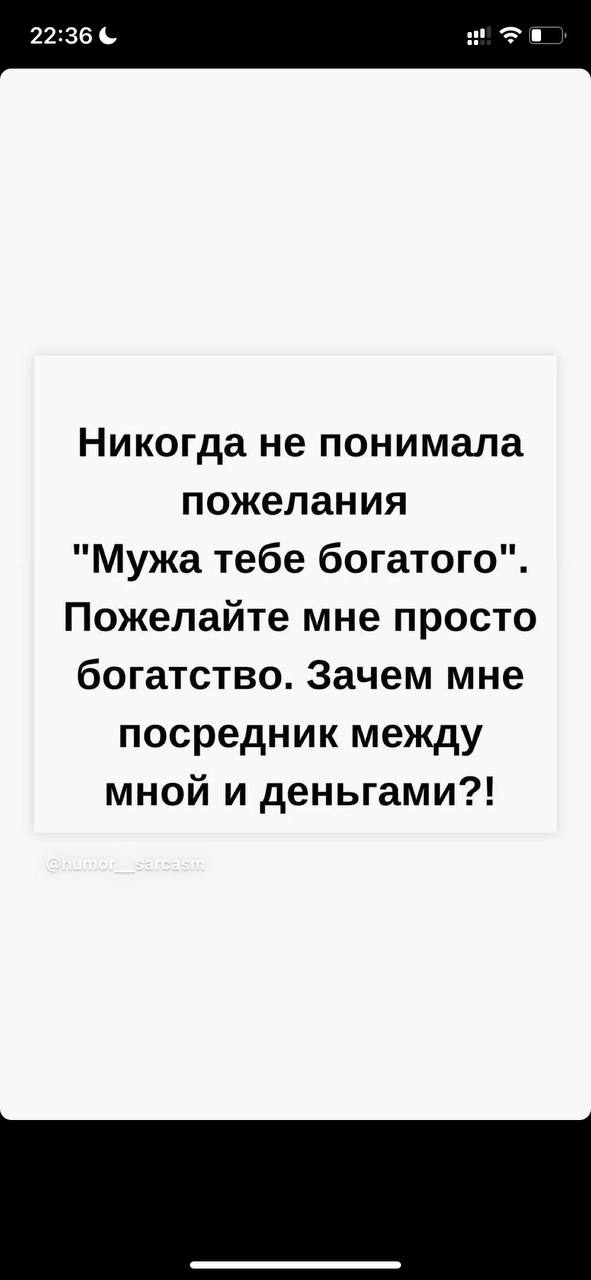 22:36
Никогда не понимала
пожелания
"Мужа тебе богатого".
Пожелайте мне просто
богатство. Зачем мне
посредник между
мной и деньгами?!
@humor__sarcasm